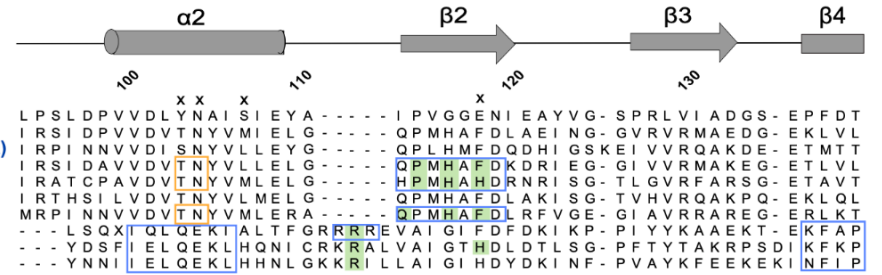 α2 β2 β3 β4
100 110 120 130
x x x x
L P S L D P V V D L Y N A I S I E Y A - - - - - I P V G G E N I E A Y V G - S P R L V I A D G S - E P F D T
I R S D P V V D V T N Y V M I E L G - - - - - Q P M H A F D L A E I N G - G V R V R M A E D G - E K L V L
I R P I N N V V D I S N Y V L L E Y G - - - - - Q P L H M F D Q D H I G S K E I V V R Q A K D - E T M T T
)
I R S I D A V V D V T N Y V L L E L G - - - - - Q P M H A F D K D R I E G - G I V V R M A K E G - E T L V L
I R A T C P A V D V T N Y V M L E L G - - - - - H P M H A H D R N R I S G - T L G V R F A R S G - E T A V T
I R T H S I L V D V T N Y V M L E L G - - - - - Q P M H A F D L A K I S G - T V H V R Q A K P Q - E K L Q L
M R P I N N V V D V T N Y V M L E R A - - - - - Q P M H A F D L R F V G E - G I A V R R A R E G - E R L K T
- - - L S Q X I Q L Q E K I A L T F G R R R R E V A I G I F D F D K I K P - P I Y Y K A A E K T - E K F A P
- - - Y D S F I E L Q E K L H Q N I C R K R A L V A I G T H D L D T L S G - P F T Y T A K R P S D I K F K P
- - - Y N N I I E L Q E K L H H N L G K K R I L L A I G I H D Y D K I N F - P I Y K A E E K E - I N F I P